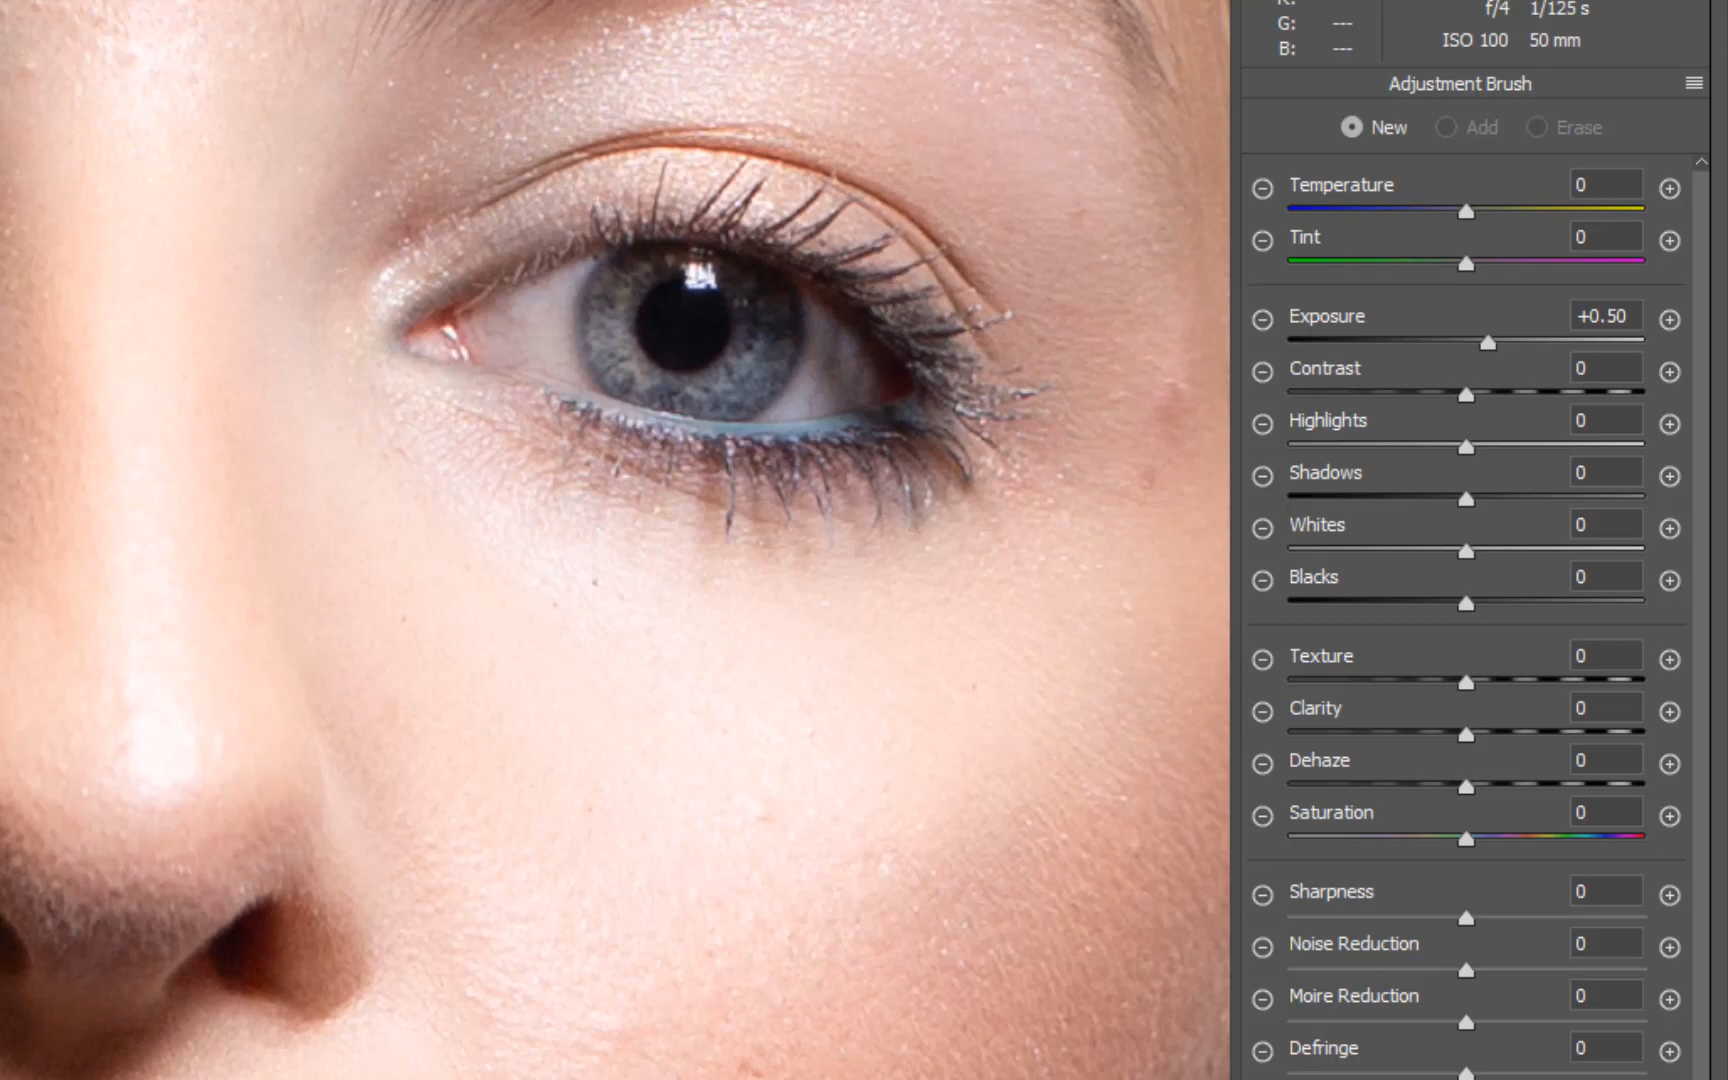 G: ---
B: ---
f/4 1/125 s
ISO 100 50 mm
Adjustment Brush
New Add Erase
Temperature 0
Tint 0
Exposure +0.50
Contrast 0
Highlights 0
Shadows 0
Whites 0
Blacks 0
Texture 0
Clarity 0
Dehaze 0
Saturation 0
Sharpness 0
Noise Reduction 0
Moire Reduction 0
Defringe 0